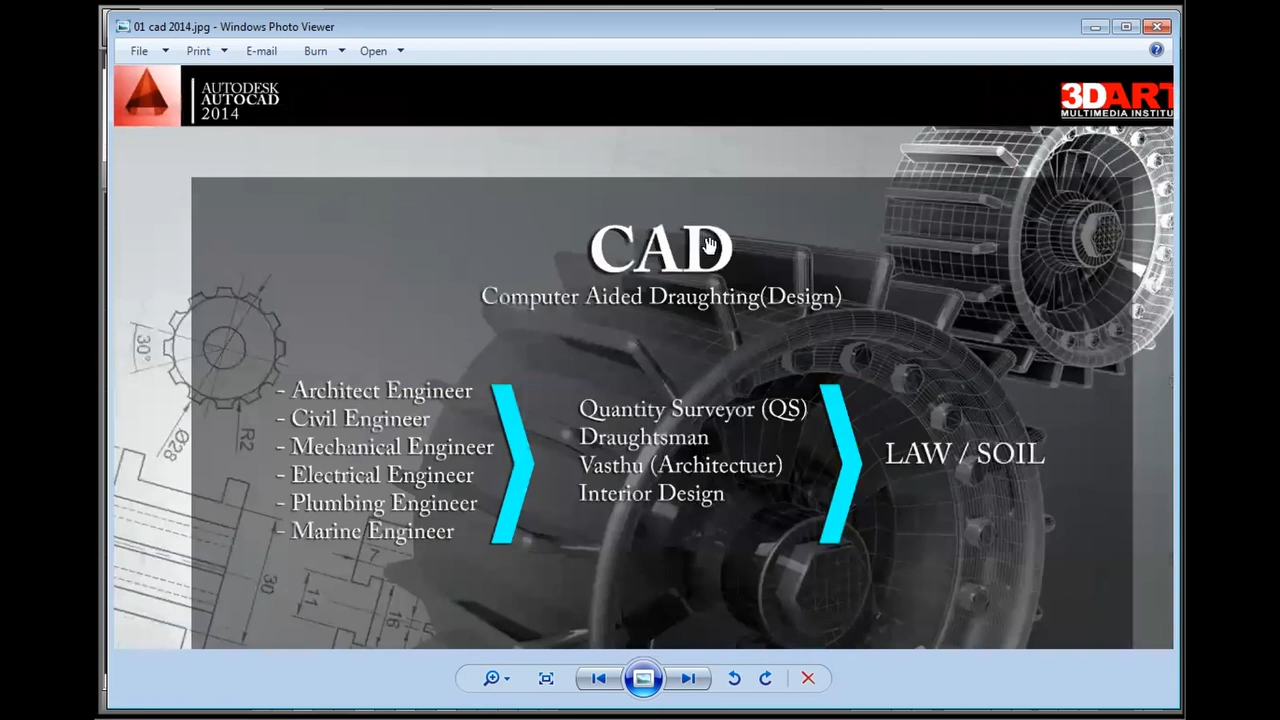 01 cad 2014.jpg - Windows Photo Viewer
File Print E-mail Burn Open
AUTODESK
AUTOCAD
2014
3DART
MULTIMEDIA INSTITU
CAD
Computer Aided Draughting(Design)
- Architect Engineer
- Civil Engineer
- Mechanical Engineer
- Electrical Engineer
- Plumbing Engineer
- Marine Engineer
Quantity Surveyor (QS)
Draughtsman
Vasthu (Architectuer)
Interior Design
LAW / SOIL
30°
Ø28
R2
30
11
7
16